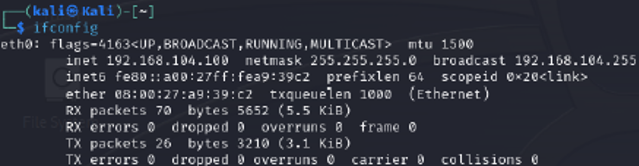 (kali㉿Kali)-[~]
$ ifconfig
eth0: flags=4163<UP,BROADCAST,RUNNING,MULTICAST>  mtu 1500
inet 192.168.104.100  netmask 255.255.255.0  broadcast 192.168.104.255
inet6 fe80::a00:27ff:fea9:39c2  prefixlen 64  scopeid 0×20<link>
ether 08:00:27:a9:39:c2  txqueuelen 1000  (Ethernet)
RX packets 70  bytes 5652 (5.5 KiB)
RX errors 0  dropped 0  overruns 0  frame 0
TX packets 26  bytes 3210 (3.1 KiB)
TX errors 0  dropped 0 overruns 0  carrier 0  collisions 0